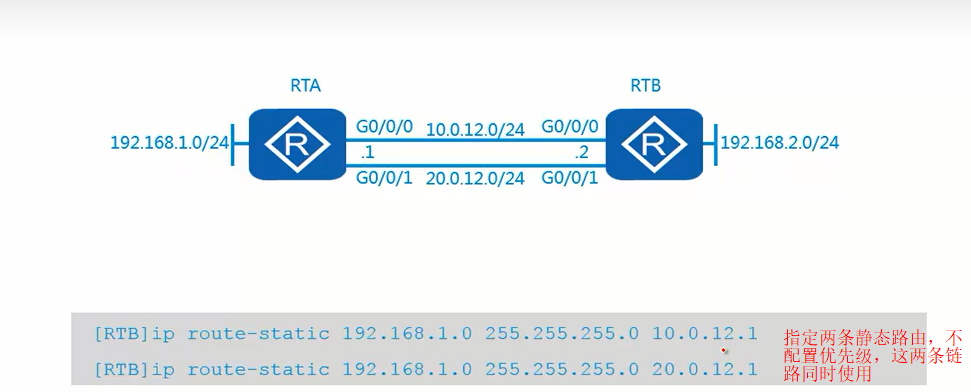 RTA
RTB
192.168.1.0/24
G0/0/0
10.0.12.0/24
G0/0/0
192.168.2.0/24
R
.1
.2
R
G0/0/1
20.0.12.0/24
G0/0/1
[RTB]ip route-static 192.168.1.0 255.255.255.0 10.0.12.1
[RTB]ip route-static 192.168.1.0 255.255.255.0 20.0.12.1
指定两条静态路由，不
配置优先级，这两条链
路同时使用